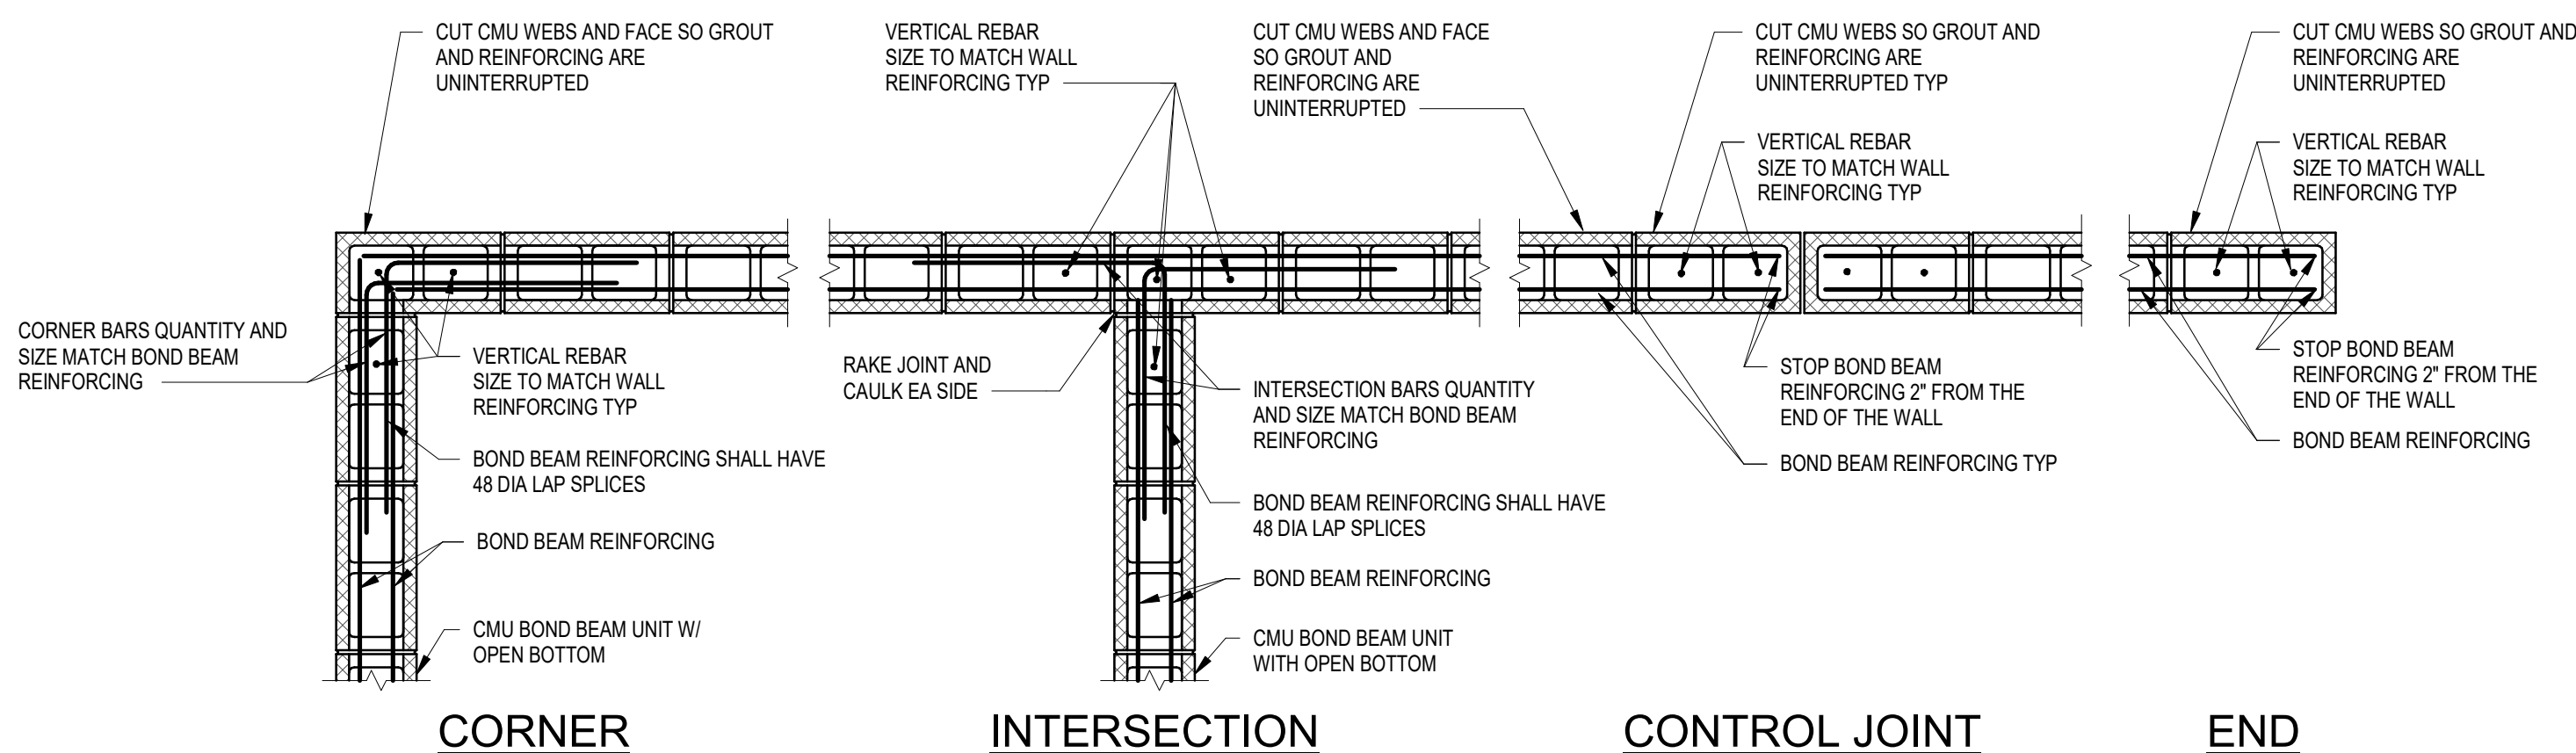 CUT CMU WEBS AND FACE SO GROUT
AND REINFORCING ARE
UNINTERRUPTED
CORNER BARS QUANTITY AND
SIZE MATCH BOND BEAM
REINFORCING
VERTICAL REBAR
SIZE TO MATCH WALL
REINFORCING TYP
BOND BEAM REINFORCING SHALL HAVE
48 DIA LAP SPLICES
BOND BEAM REINFORCING
CMU BOND BEAM UNIT W/
OPEN BOTTOM
CORNER
VERTICAL REBAR
SIZE TO MATCH WALL
REINFORCING TYP
CUT CMU WEBS AND FACE
SO GROUT AND
REINFORCING ARE
UNINTERRUPTED
RAKE JOINT AND
CAULK EA SIDE
INTERSECTION BARS QUANTITY
AND SIZE MATCH BOND BEAM
REINFORCING
BOND BEAM REINFORCING SHALL HAVE
48 DIA LAP SPLICES
BOND BEAM REINFORCING
CMU BOND BEAM UNIT
WITH OPEN BOTTOM
INTERSECTION
CUT CMU WEBS SO GROUT AND
REINFORCING ARE
UNINTERRUPTED TYP
VERTICAL REBAR
SIZE TO MATCH WALL
REINFORCING TYP
STOP BOND BEAM
REINFORCING 2" FROM THE
END OF THE WALL
BOND BEAM REINFORCING TYP
CONTROL JOINT
CUT CMU WEBS SO GROUT AND
REINFORCING ARE
UNINTERRUPTED
VERTICAL REBAR
SIZE TO MATCH WALL
REINFORCING TYP
STOP BOND BEAM
REINFORCING 2" FROM THE
END OF THE WALL
BOND BEAM REINFORCING
END